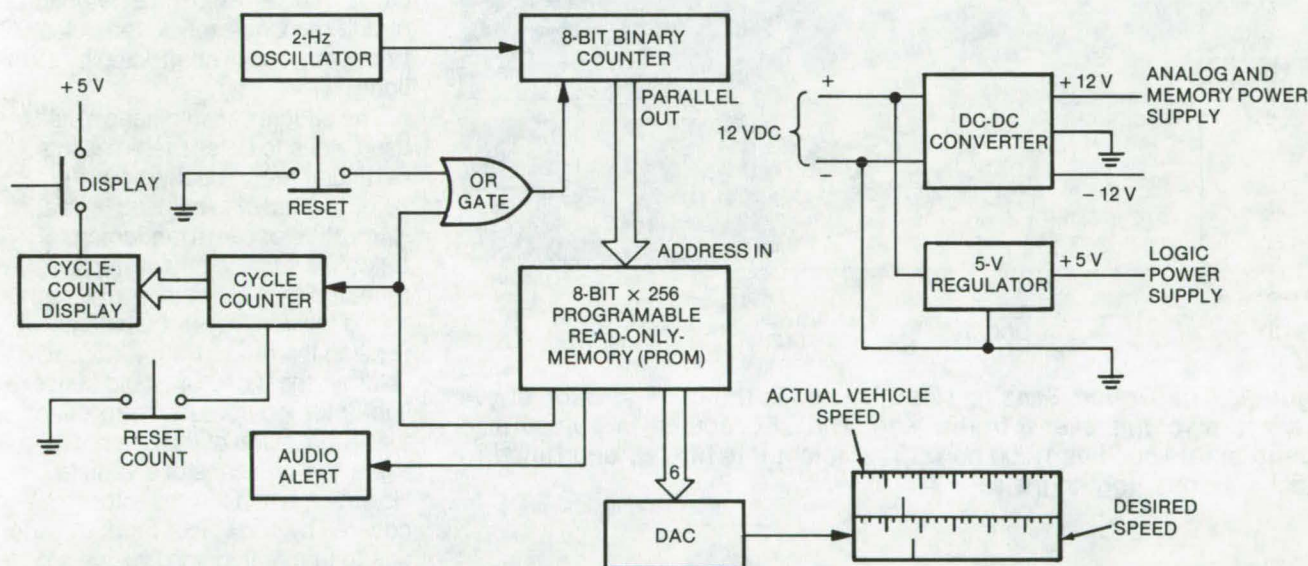 2-HZ
OSCILLATOR
8-BIT BINARY
COUNTER
PARALLEL
OUT
+5 V
DISPLAY
RESET
OR
GATE
ADDRESS IN
CYCLE-
COUNT
DISPLAY
CYCLE
COUNTER
8-BIT × 256
PROGRAMABLE
READ-ONLY-
MEMORY (PROM)
RESET
COUNT
AUDIO
ALERT
6
DAC
+
12 VDC
−
DC-DC
CONVERTER
+12 V
−12 V
ANALOG AND
MEMORY POWER
SUPPLY
5-V
REGULATOR
+5 V
LOGIC
POWER
SUPPLY
ACTUAL VEHICLE
SPEED
DESIRED
SPEED